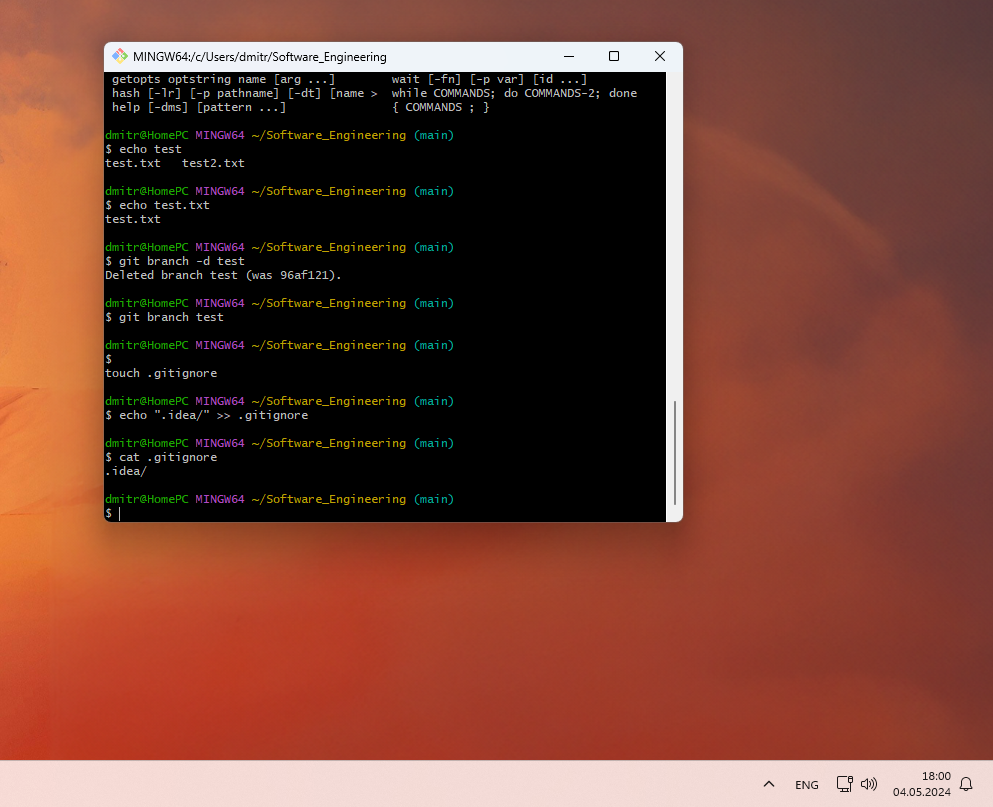 MINGW64:/c/Users/dmitr/Software_Engineering
getopts optstring name [arg ...]        wait [-fn] [-p var] [id ...]
hash [-lr] [-p pathname] [-dt] [name >  while COMMANDS; do COMMANDS-2; done
help [-dms] [pattern ...]               { COMMANDS ; }
dmitr@HomePC MINGW64 ~/Software_Engineering (main)
$ echo test
test.txt   test2.txt
dmitr@HomePC MINGW64 ~/Software_Engineering (main)
$ echo test.txt
test.txt
dmitr@HomePC MINGW64 ~/Software_Engineering (main)
$ git branch -d test
Deleted branch test (was 96af121).
dmitr@HomePC MINGW64 ~/Software_Engineering (main)
$ git branch test
dmitr@HomePC MINGW64 ~/Software_Engineering (main)
$
touch .gitignore
dmitr@HomePC MINGW64 ~/Software_Engineering (main)
$ echo ".idea/" >> .gitignore
dmitr@HomePC MINGW64 ~/Software_Engineering (main)
$ cat .gitignore
.idea/
dmitr@HomePC MINGW64 ~/Software_Engineering (main)
$
ENG
18:00
04.05.2024